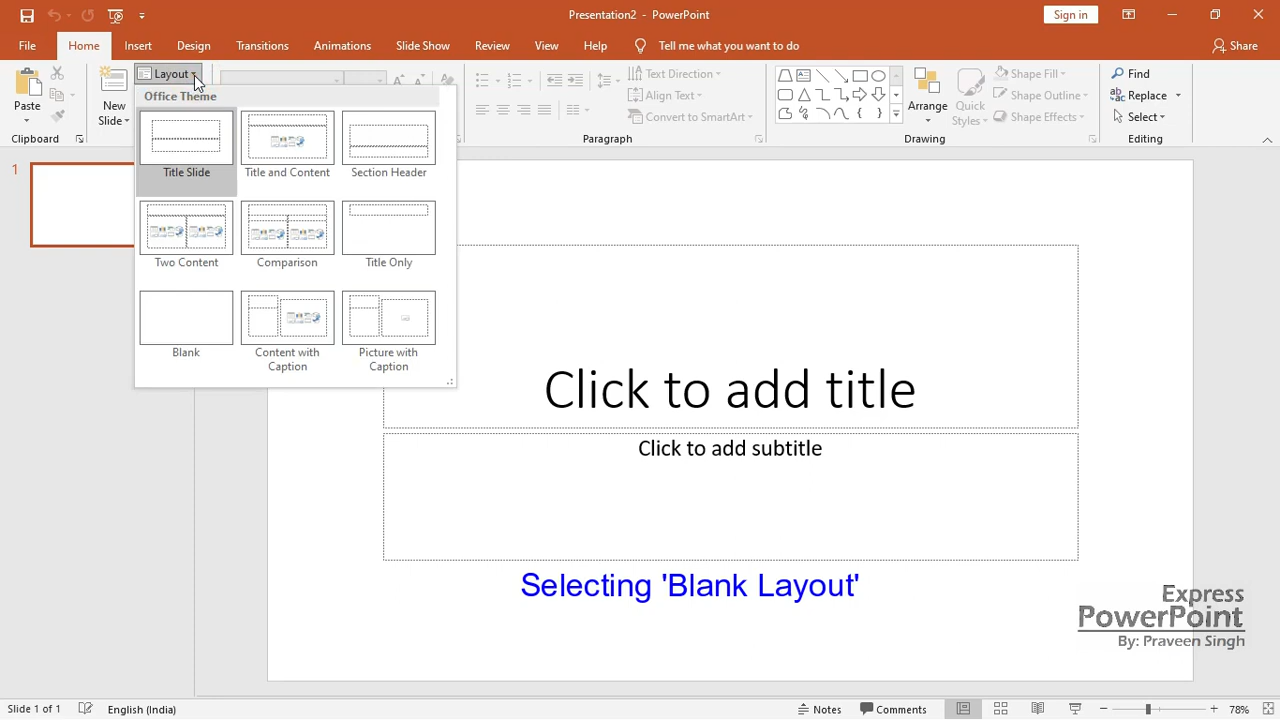 Presentation2 - PowerPoint
Sign in
File Home Insert Design Transitions Animations Slide Show Review View Help Tell me what you want to do Share
Layout
Text Direction
Shape Fill
Find
Paste
New
Slide
Align Text
Arrange
Quick
Styles
Shape Outline
Replace
Convert to SmartArt
Shape Effects
Select
Clipboard
Paragraph
Drawing
Editing
Office Theme
Title Slide
Title and Content
Section Header
Two Content
Comparison
Title Only
Blank
Content with
Caption
Picture with
Caption
1
Click to add title
Click to add subtitle
Selecting 'Blank Layout'
Express
PowerPoint
By: Praveen Singh
Slide 1 of 1
English (India)
Notes
Comments
78%